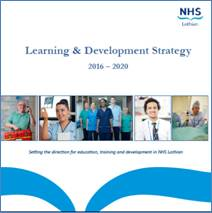 NHS
Lothian
Learning & Development Strategy
2016 – 2020
Setting the direction for education, training and development in NHS Lothian